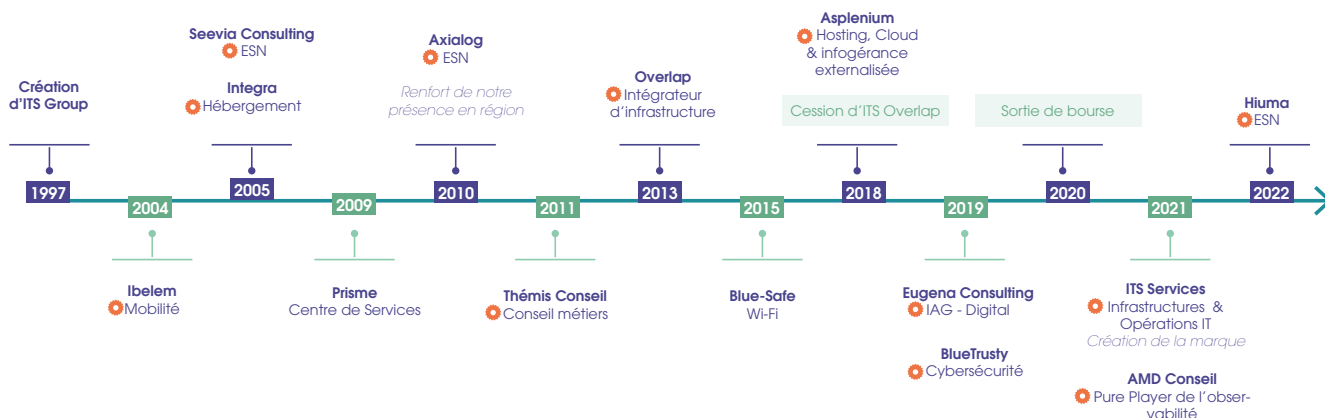 Création
d'ITS Group
1997
Ibelem
Mobilité
2004
Seevia Consulting
ESN
Integra
Hébergement
2005
Prisme
Centre de Services
2009
Axialog
ESN
Renfort de notre
présence en région
2010
Thémis Conseil
Conseil métiers
2011
Overlap
Intégrateur
d'infrastructure
2013
Blue-Safe
Wi-Fi
2015
Asplenium
Hosting, Cloud
& infogérance
externalisée
Cession d'ITS Overlap
2018
Eugena Consulting
IAG - Digital
BlueTrusty
Cybersécurité
2019
Sortie de bourse
2020
ITS Services
Infrastructures &
Opérations IT
Création de la marque
AMD Conseil
Pure Player de l'obser-
vabilité
2021
Hiuma
ESN
2022